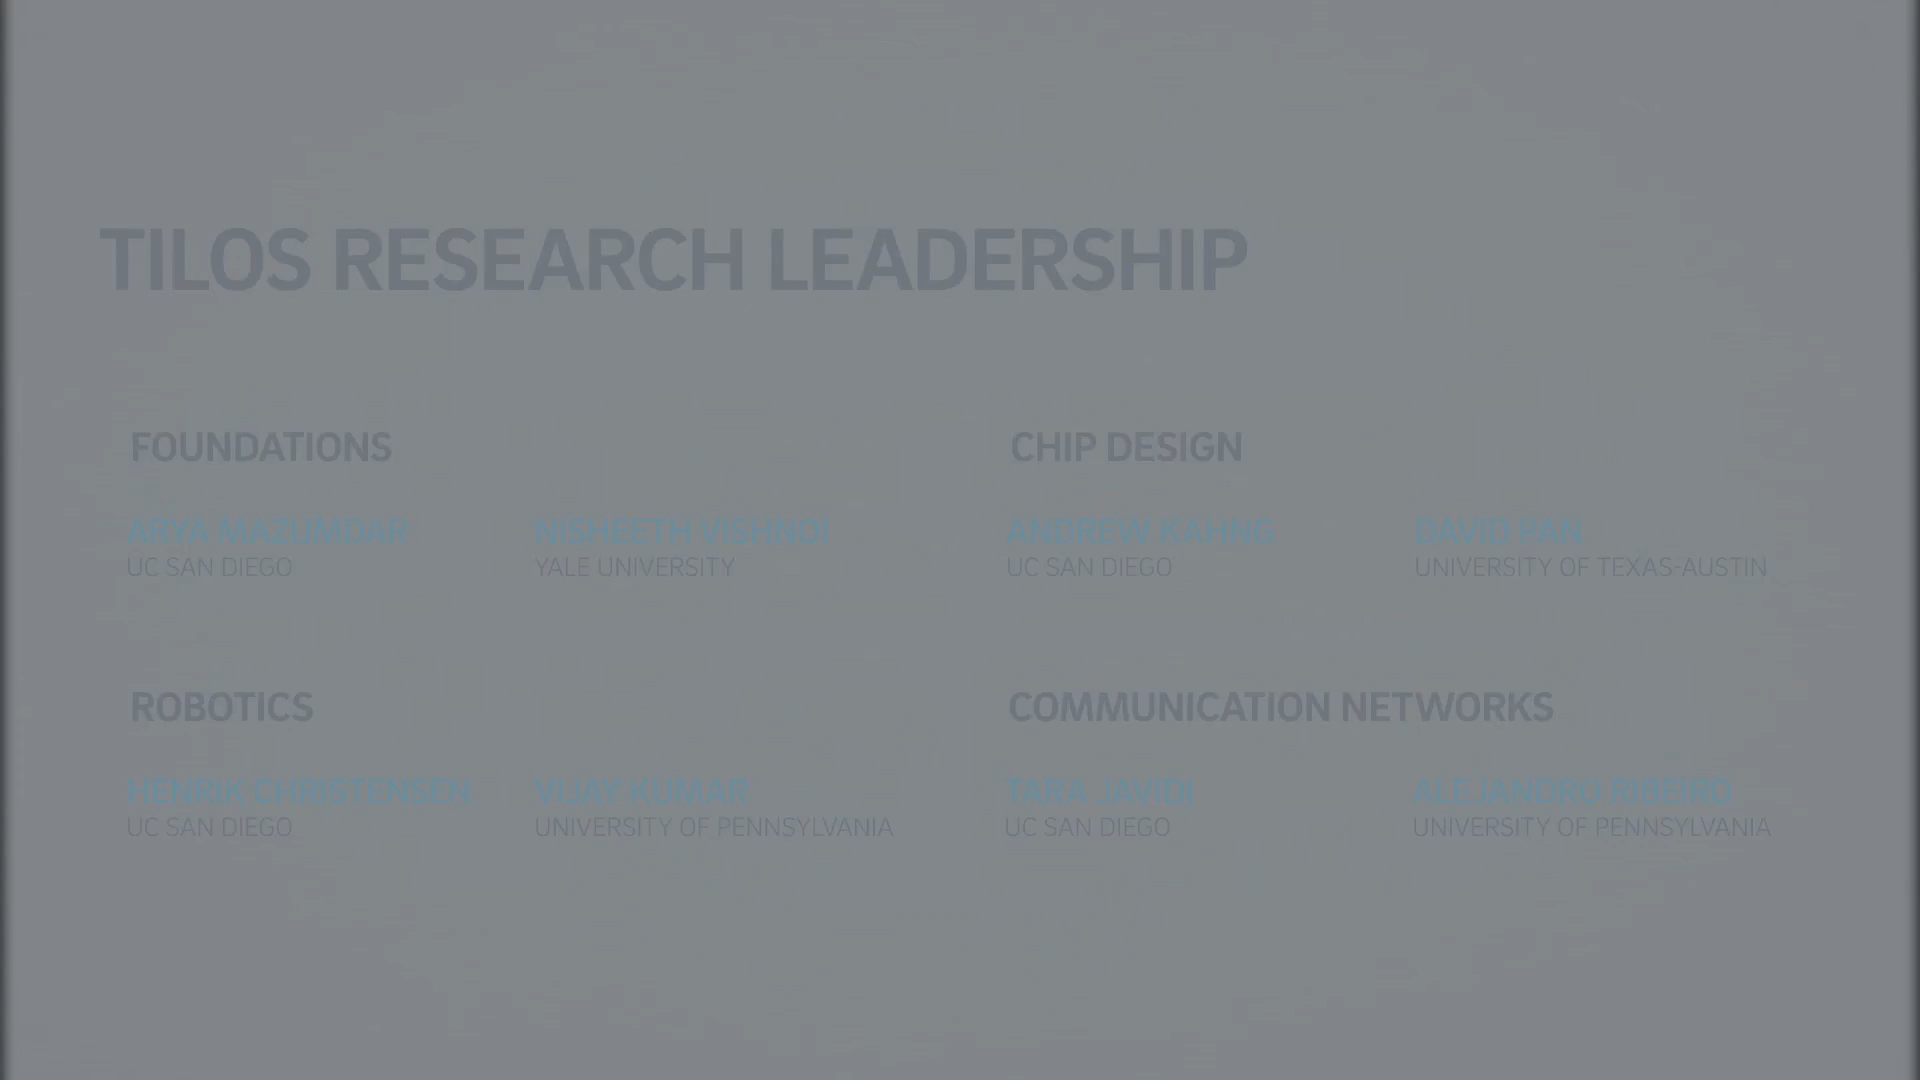 TILOS RESEARCH LEADERSHIP
FOUNDATIONS
ARYA MAZUMDAR
UC SAN DIEGO
NISHEETH VISHNOI
YALE UNIVERSITY
CHIP DESIGN
ANDREW KAHNG
UC SAN DIEGO
DAVID PAN
UNIVERSITY OF TEXAS-AUSTIN
ROBOTICS
HENRIK CHRISTENSEN
UC SAN DIEGO
VIJAY KUMAR
UNIVERSITY OF PENNSYLVANIA
COMMUNICATION NETWORKS
TARA JAVIDI
UC SAN DIEGO
ALEJANDRO RIBEIRO
UNIVERSITY OF PENNSYLVANIA